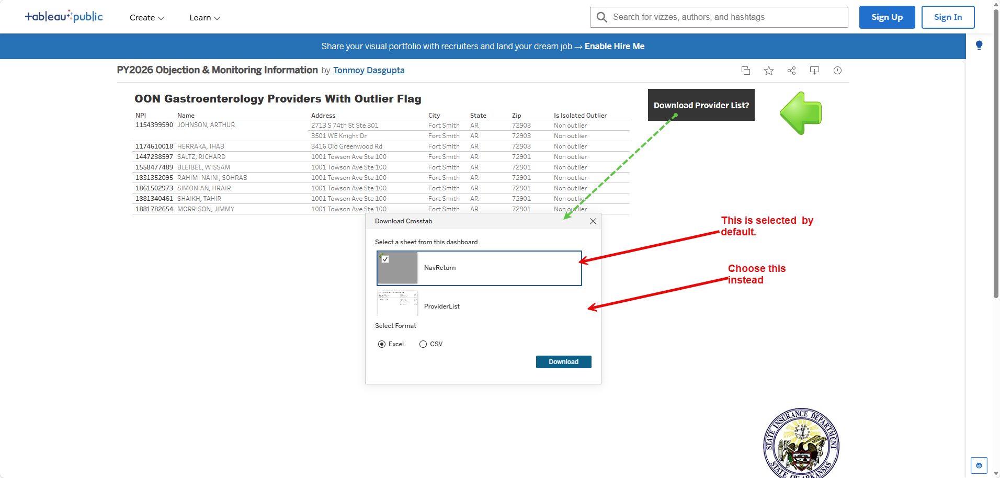 tableau public
Create
Learn
Search for vizzes, authors, and hashtags
Sign Up
Sign In
Share your visual portfolio with recruiters and land your dream job → Enable Hire Me
PY2026 Objection & Monitoring Information by Tonmoy Dasgupta
OON Gastroenterology Providers With Outlier Flag
Download Provider List?
NPI Name Address City State Zip Is Isolated Outlier
1154399590 JOHNSON, ARTHUR 2713 S 74th St Ste 301 Fort Smith AR 72903 Non outlier
3501 WE Knight Dr Fort Smith AR 72903 Non outlier
1174610018 HERRAKA, IHAB 3416 Old Greenwood Rd Fort Smith AR 72903 Non outlier
1447238597 SALTZ, RICHARD 1001 Towson Ave Ste 100 Fort Smith AR 72901 Non outlier
1558477489 BLEIBEL, WISSAM 1001 Towson Ave Ste 100 Fort Smith AR 72901 Non outlier
1831352095 RAHIMI NAINI, SOHRAB 1001 Towson Ave Ste 100 Fort Smith AR 72901 Non outlier
1861502973 SIMONIAN, HRAIR 1001 Towson Ave Ste 100 Fort Smith AR 72901 Non outlier
1881340461 SHAIKH, TAHIR 1001 Towson Ave Ste 100 Fort Smith AR 72901 Non outlier
1881782654 MORRISON, JIMMY 1001 Towson Ave Ste 100 Fort Smith AR 72901 Non outlier
Download Crosstab
Select a sheet from this dashboard
NavReturn
ProviderList
Select Format
Excel
CSV
Download
This is selected by
default.
Choose this
instead
STATE INSURANCE DEPARTMENT
STATE OF ARKANSAS